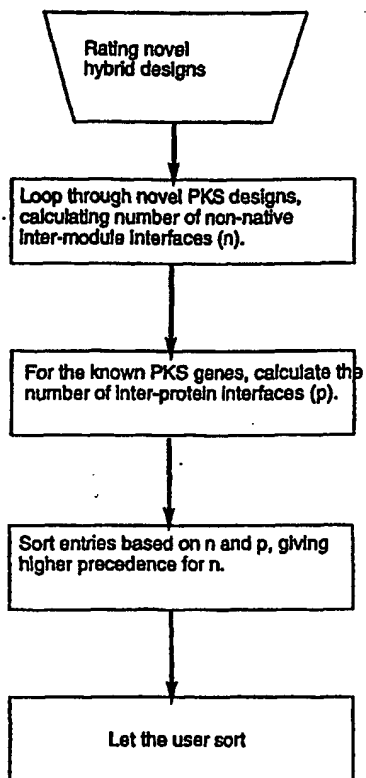 Rating novel
hybrid designs
Loop through novel PKS designs,
calculating number of non-native
inter-module interfaces (n).
For the known PKS genes, calculate the
number of inter-protein interfaces (p).
Sort entries based on n and p, giving
higher precedence for n.
Let the user sort